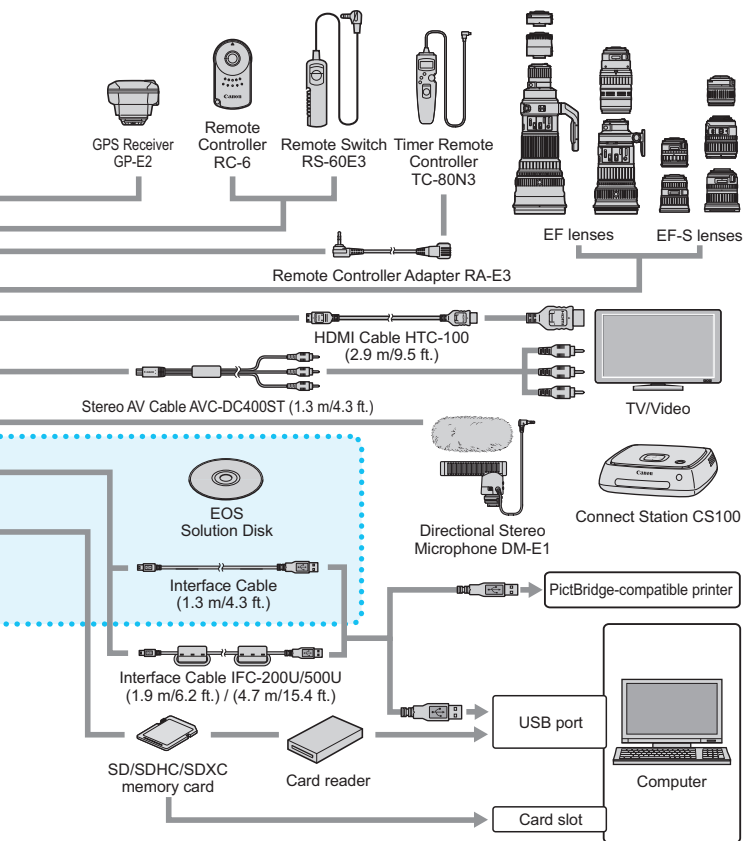 Canon
GPS Receiver
GP-E2
Remote
Controller
RC-6
Remote Switch
RS-60E3
Timer Remote
Controller
TC-80N3
EF lenses
EF-S lenses
Remote Controller Adapter RA-E3
HDMI Cable HTC-100
(2.9 m/9.5 ft.)
Stereo AV Cable AVC-DC400ST (1.3 m/4.3 ft.)
TV/Video
EOS
Solution Disk
Directional Stereo
Microphone DM-E1
Canon
Connect Station CS100
Interface Cable
(1.3 m/4.3 ft.)
PictBridge-compatible printer
Interface Cable IFC-200U/500U
(1.9 m/6.2 ft.) / (4.7 m/15.4 ft.)
USB port
SD/SDHC/SDXC
memory card
Card reader
Computer
Card slot